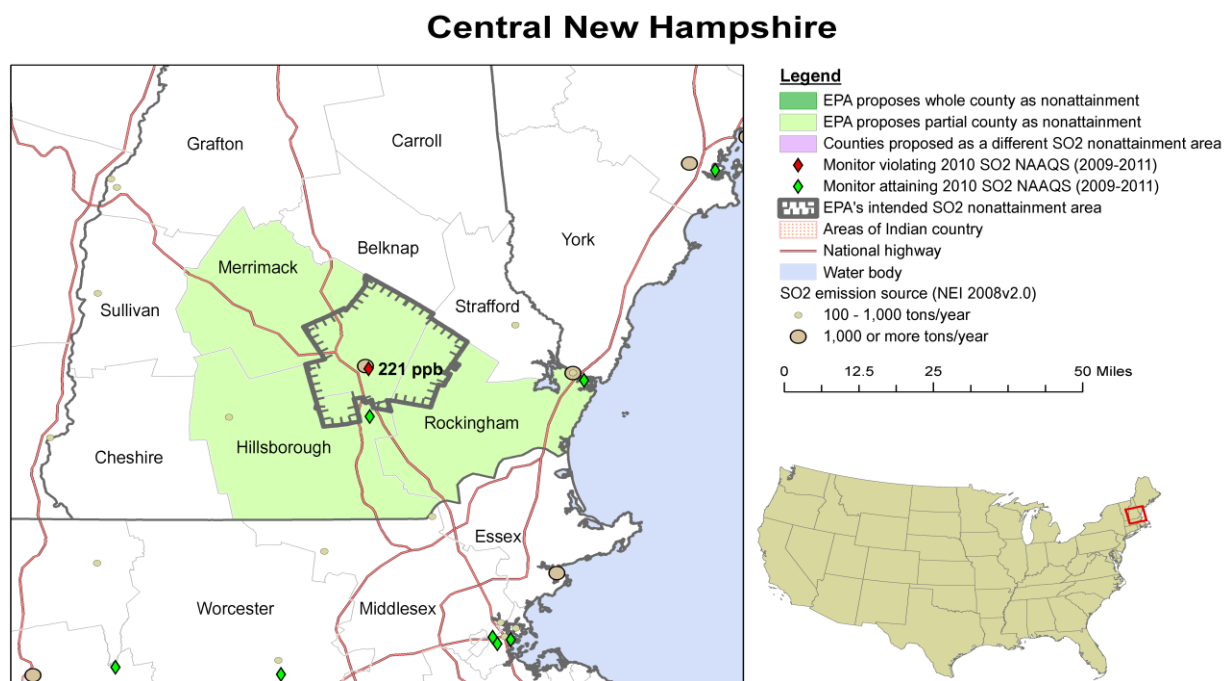 Central New Hampshire
Grafton
Carroll
Belknap
York
Merrimack
Sullivan
Strafford
221 ppb
Rockingham
Hillsborough
Cheshire
Essex
Worcester
Middlesex
Legend
EPA proposes whole county as nonattainment
EPA proposes partial county as nonattainment
Counties proposed as a different SO2 nonattainment area
Monitor violating 2010 SO2 NAAQS (2009-2011)
Monitor attaining 2010 SO2 NAAQS (2009-2011)
EPA's intended SO2 nonattainment area
Areas of Indian country
National highway
Water body
SO2 emission source (NEI 2008v2.0)
100 - 1,000 tons/year
1,000 or more tons/year
0 12.5 25 50 Miles